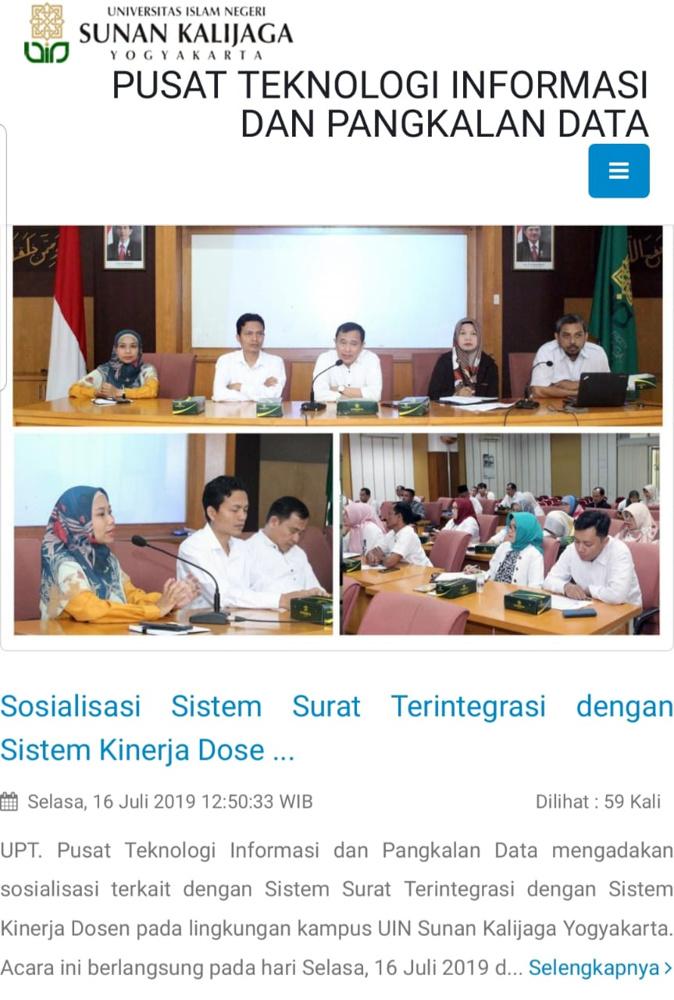 UNIVERSITAS ISLAM NEGERI
SUNAN KALIJAGA
YOGYAKARTA
PUSAT TEKNOLOGI INFORMASI
DAN PANGKALAN DATA
Sosialisasi Sistem Surat Terintegrasi dengan
Sistem Kinerja Dose ...
Selasa, 16 Juli 2019 12:50:33 WIB
Dilihat : 59 Kali
UPT. Pusat Teknologi Informasi dan Pangkalan Data mengadakan
sosialisasi terkait dengan Sistem Surat Terintegrasi dengan Sistem
Kinerja Dosen pada lingkungan kampus UIN Sunan Kalijaga Yogyakarta.
Acara ini berlangsung pada hari Selasa, 16 Juli 2019 d... Selengkapnya